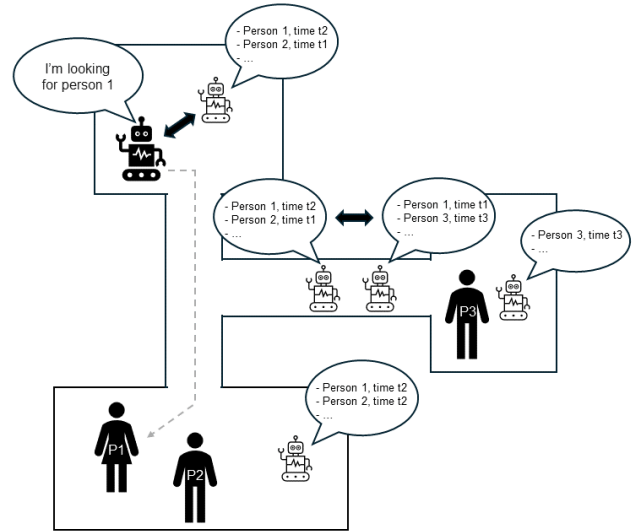 - Person 1, time t2
- Person 2, time t1
- ...
I'm looking
for person 1
- Person 1, time t2
- Person 2, time t1
- ...
- Person 1, time t1
- Person 3, time t3
- ...
- Person 3, time t3
- ...
P3
- Person 1, time t2
- Person 2, time t2
- ...
P1
P2